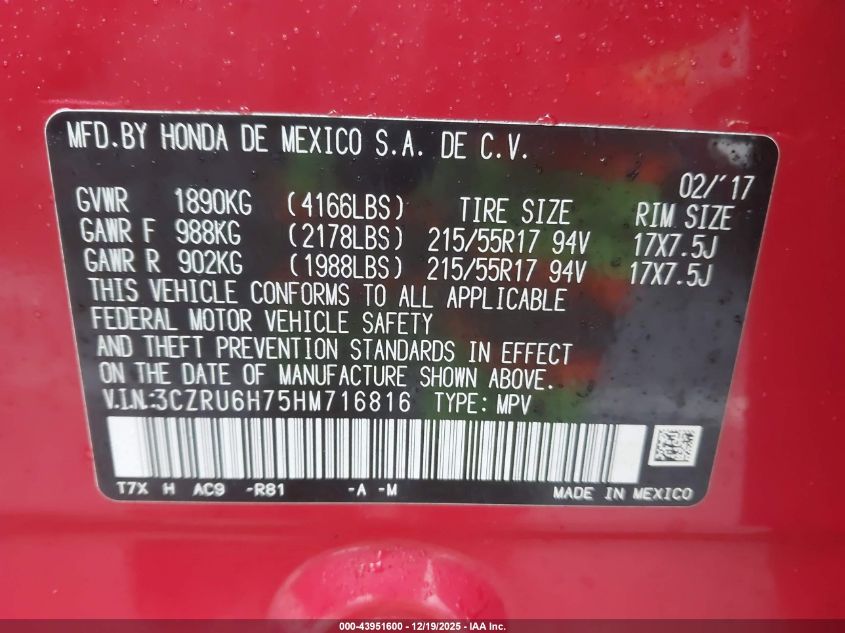 MFD.BY HONDA DE MEXICO S.A. DE C.V.
02/'17
GVWR 1890KG (4166LBS) TIRE SIZE RIM SIZE
GAWR F 988KG (2178LBS) 215/55R17 94V 17X7.5J
GAWR R 902KG (1988LBS) 215/55R17 94V 17X7.5J
THIS VEHICLE CONFORMS TO ALL APPLICABLE
FEDERAL MOTOR VEHICLE SAFETY
AND THEFT PREVENTION STANDARDS IN EFFECT
ON THE DATE OF MANUFACTURE SHOWN ABOVE.
V.I.N.:3CZRU6H75HM716816 TYPE: MPV
T7X H AC9 -R81 -A -M MADE IN MEXICO
000-43951600 - 12/19/2025 - IAA Inc.